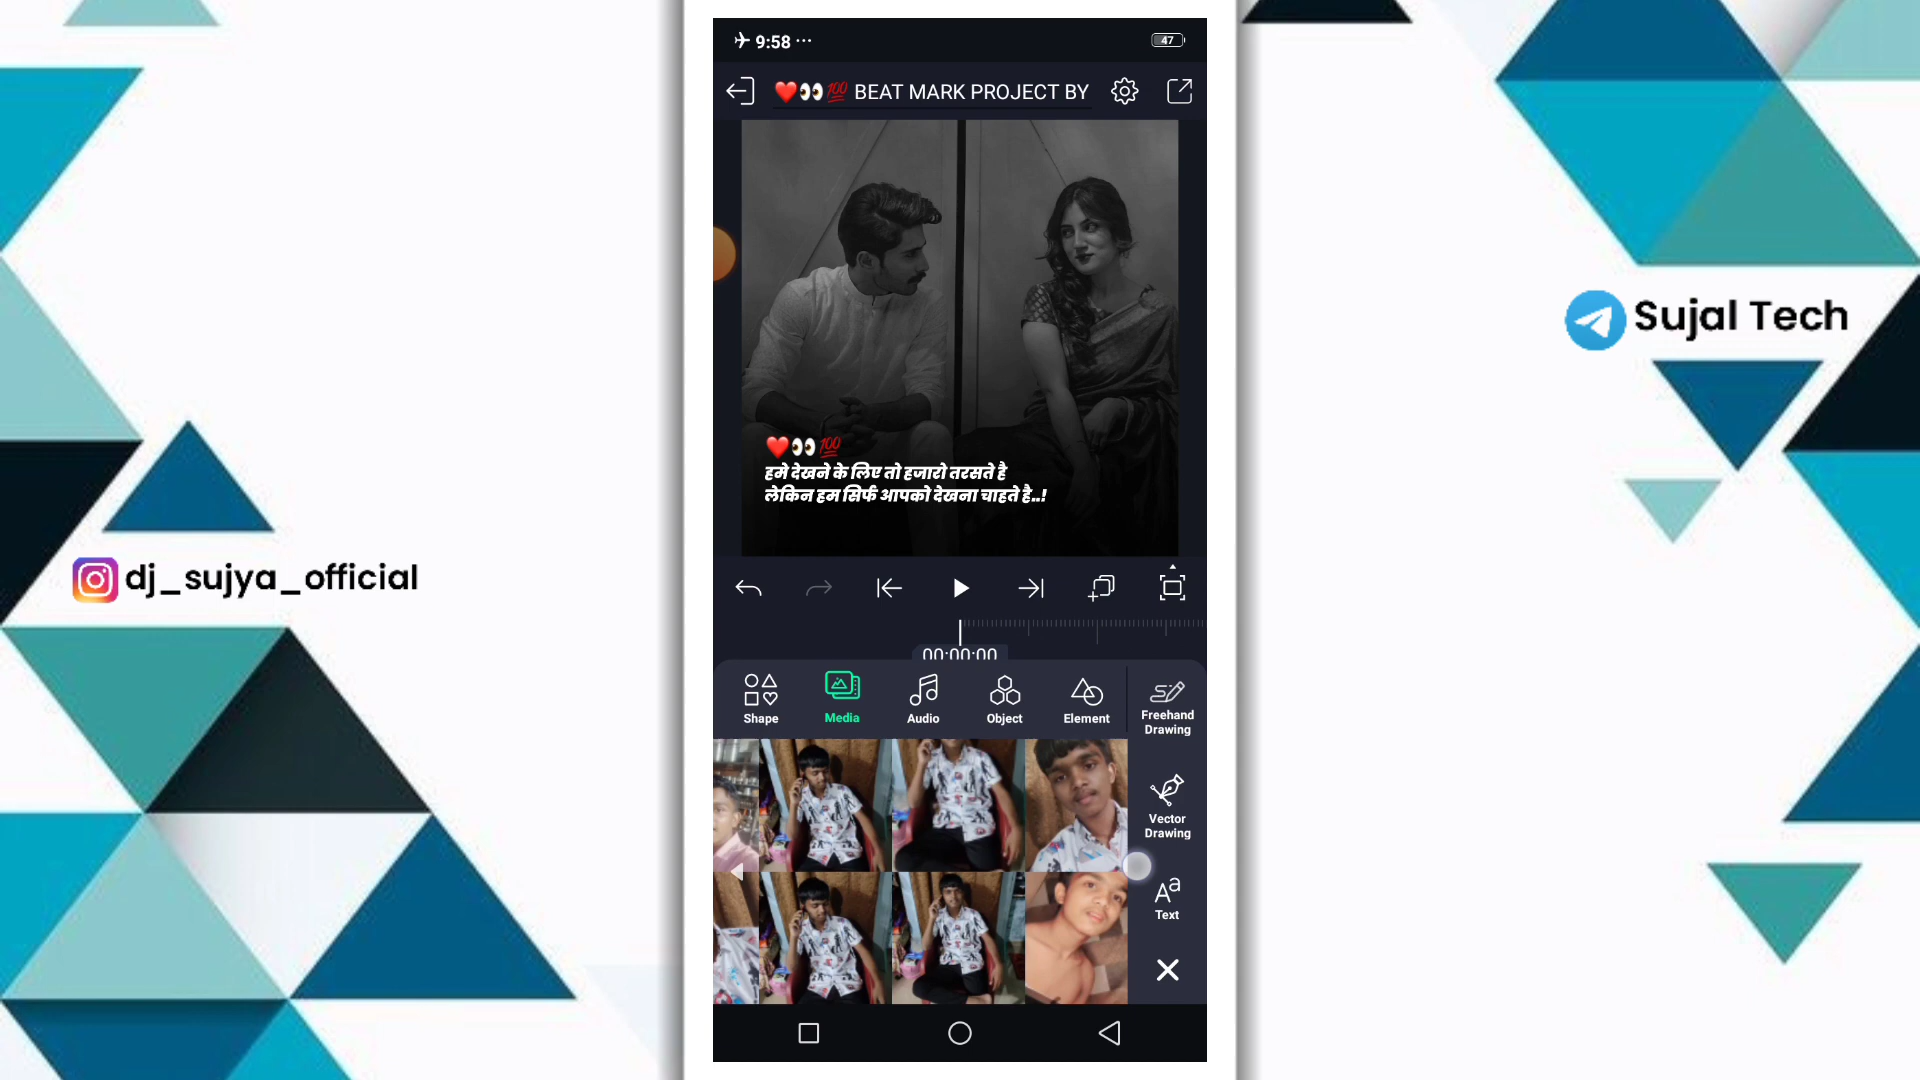 9:58 ...
47
❤️👀💯 BEAT MARK PROJECT BY
❤️👀💯
हमे देखने के लिए तो हजारो तरसते है
लेकिन हम सिर्फ आपको देखना चाहते है..!
00:00:00
Shape
Media
Audio
Object
Element
Freehand
Drawing
Vector
Drawing
Aa
Text
dj_sujya_official
Sujal Tech